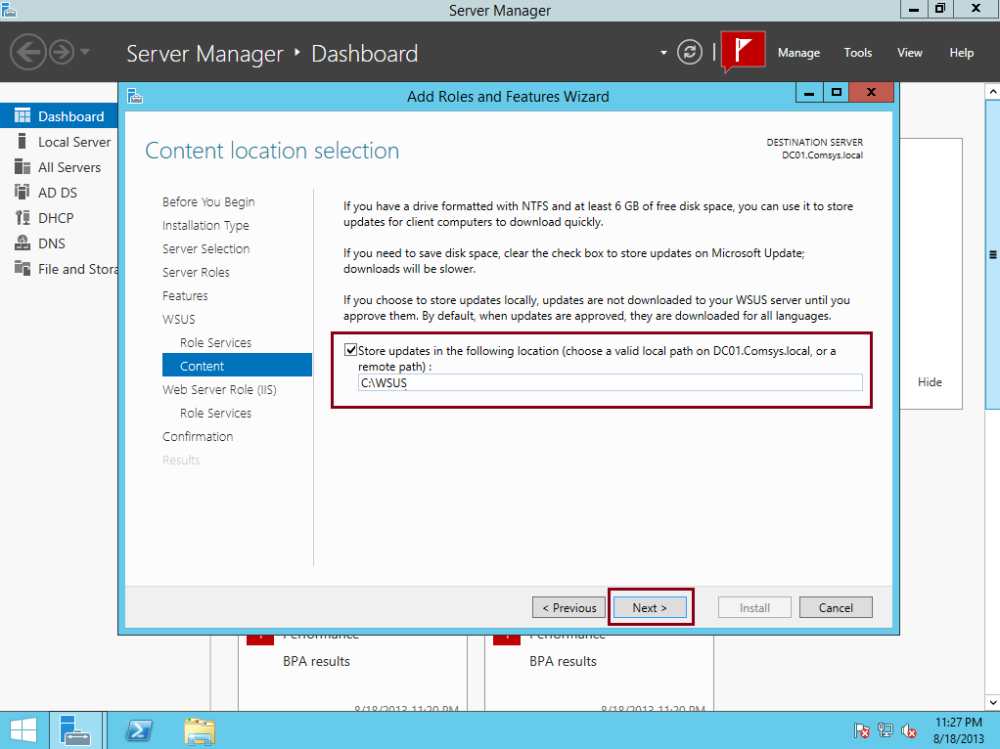 Server Manager
Server Manager ‣ Dashboard
Manage Tools View Help
Dashboard
Local Server
All Servers
AD DS
DHCP
DNS
File and Stora
Add Roles and Features Wizard
Content location selection
DESTINATION SERVER
DC01.Comsys.local
Before You Begin
Installation Type
Server Selection
Server Roles
Features
WSUS
Role Services
Content
Web Server Role (IIS)
Role Services
Confirmation
Results
If you have a drive formatted with NTFS and at least 6 GB of free disk space, you can use it to store
updates for client computers to download quickly.
If you need to save disk space, clear the check box to store updates on Microsoft Update;
downloads will be slower.
If you choose to store updates locally, updates are not downloaded to your WSUS server until you
approve them. By default, when updates are approved, they are downloaded for all languages.
Store updates in the following location (choose a valid local path on DC01.Comsys.local, or a
remote path) :
C:\WSUS
Hide
< Previous Next > Install Cancel
Performance Performance
BPA results BPA results
8/18/2013 11:20 PM 8/18/2013 11:20 PM
11:27 PM
8/18/2013